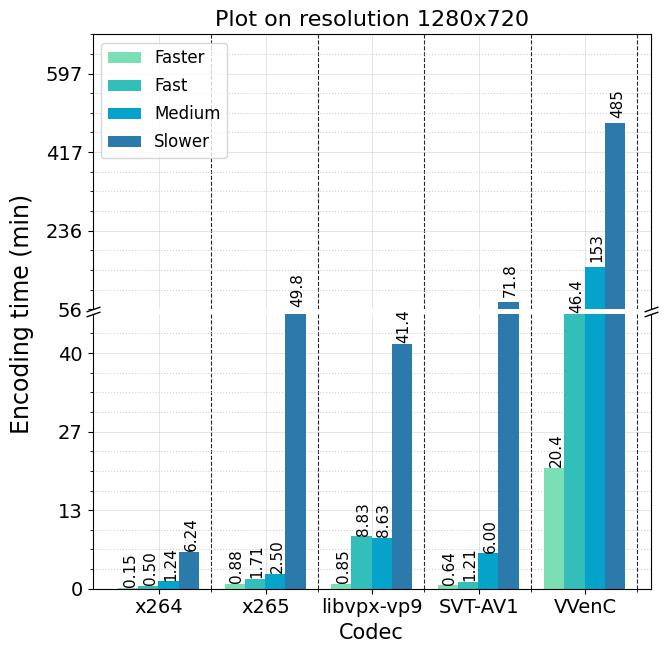 Plot on resolution 1280x720
Faster
Fast
Medium
Slower
Encoding time (min)
597
417
236
56
40
27
13
0
0.15
0.50
1.24
6.24
0.88
1.71
2.50
49.8
0.85
8.83
8.63
41.4
0.64
1.21
6.00
71.8
20.4
46.4
153
485
x264
x265
libvpx-vp9
SVT-AV1
VVenC
Codec